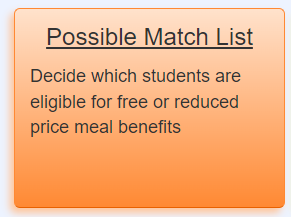 Possible Match List
Decide which students are
eligible for free or reduced
price meal benefits